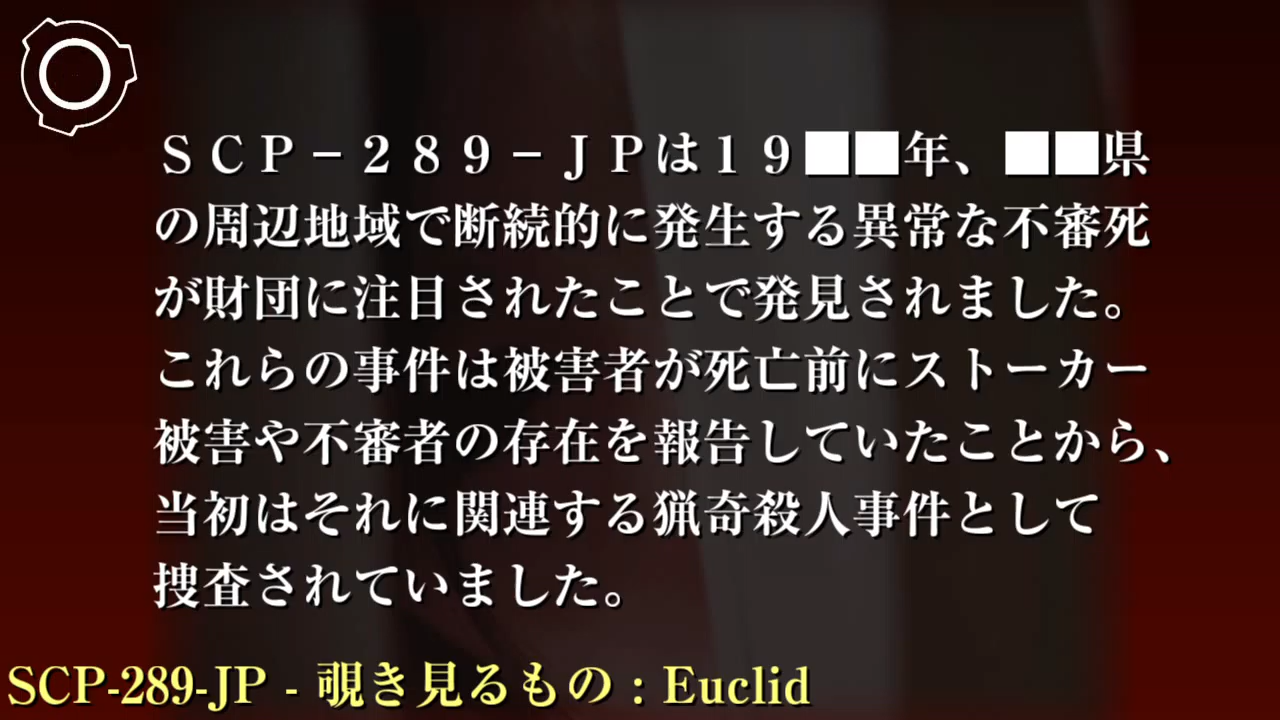 SCP-289-JPは19██年、██県
の周辺地域で断続的に発生する異常な不審死
が財団に注目されたことで発見されました。
これらの事件は被害者が死亡前にストーカー
被害や不審者の存在を報告していたことから、
当初はそれに関連する猟奇殺人事件として
捜査されていました。
SCP-289-JP - 覗き見るもの : Euclid